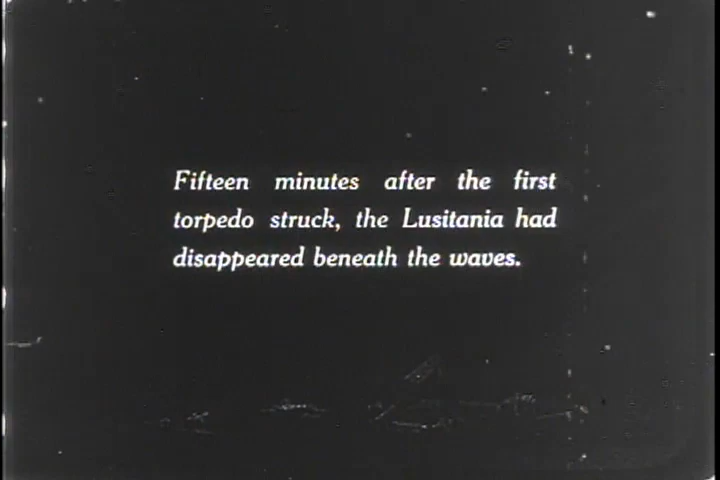 Fifteen minutes after the first
torpedo struck, the Lusitania had
disappeared beneath the waves.